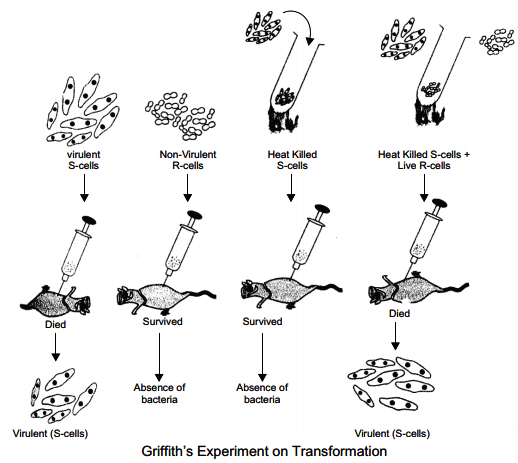 virulent
S-cells
Non-Virulent
R-cells
Heat Killed
S-cells
Heat Killed S-cells +
Live R-cells
Died
Survived
Survived
Died
Absence of
bacteria
Absence of
bacteria
Virulent (S-cells)
Virulent (S-cells)
Griffith's Experiment on Transformation